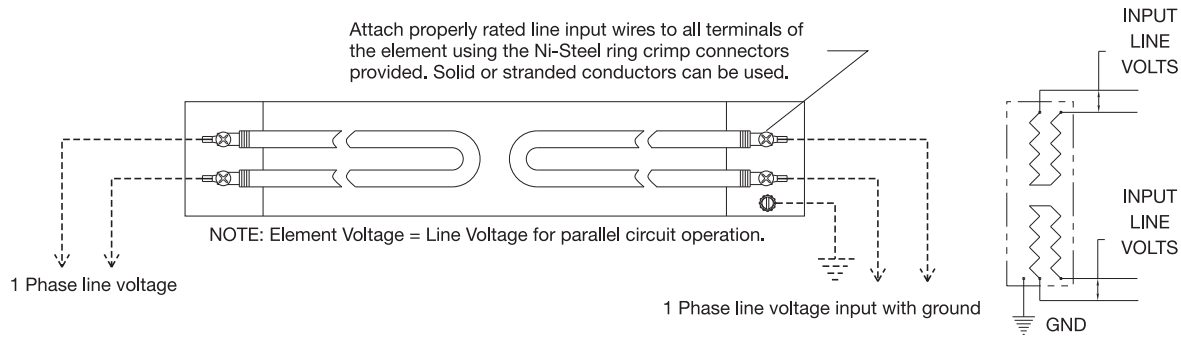 Attach properly rated line input wires to all terminals of
the element using the Ni-Steel ring crimp connectors
provided. Solid or stranded conductors can be used.
INPUT
LINE
VOLTS
NOTE: Element Voltage = Line Voltage for parallel circuit operation.
1 Phase line voltage
1 Phase line voltage input with ground
INPUT
LINE
VOLTS
GND